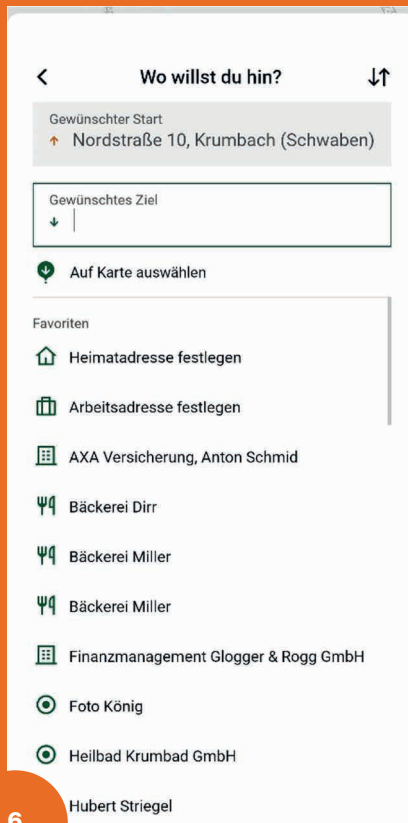 Wo willst du hin?
Gewünschter Start
Nordstraße 10, Krumbach (Schwaben)
Gewünschtes Ziel
Auf Karte auswählen
Favoriten
Heimatadresse festlegen
Arbeitsadresse festlegen
AXA Versicherung, Anton Schmid
Bäckerei Dirr
Bäckerei Miller
Bäckerei Miller
Finanzmanagement Glogger & Rogg GmbH
Foto König
Heilbad Krumbad GmbH
Hubert Striegel
6